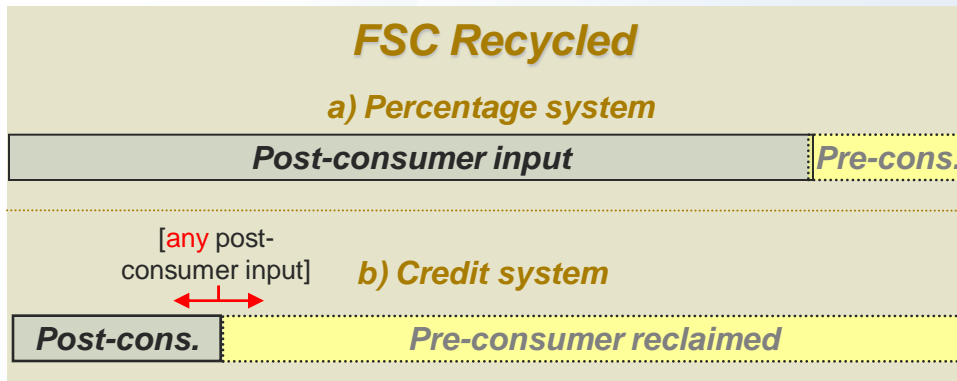 FSC Recycled
a) Percentage system
Post-consumer input
Pre-cons.
[any post-
consumer input]
b) Credit system
Post-cons.
Pre-consumer reclaimed